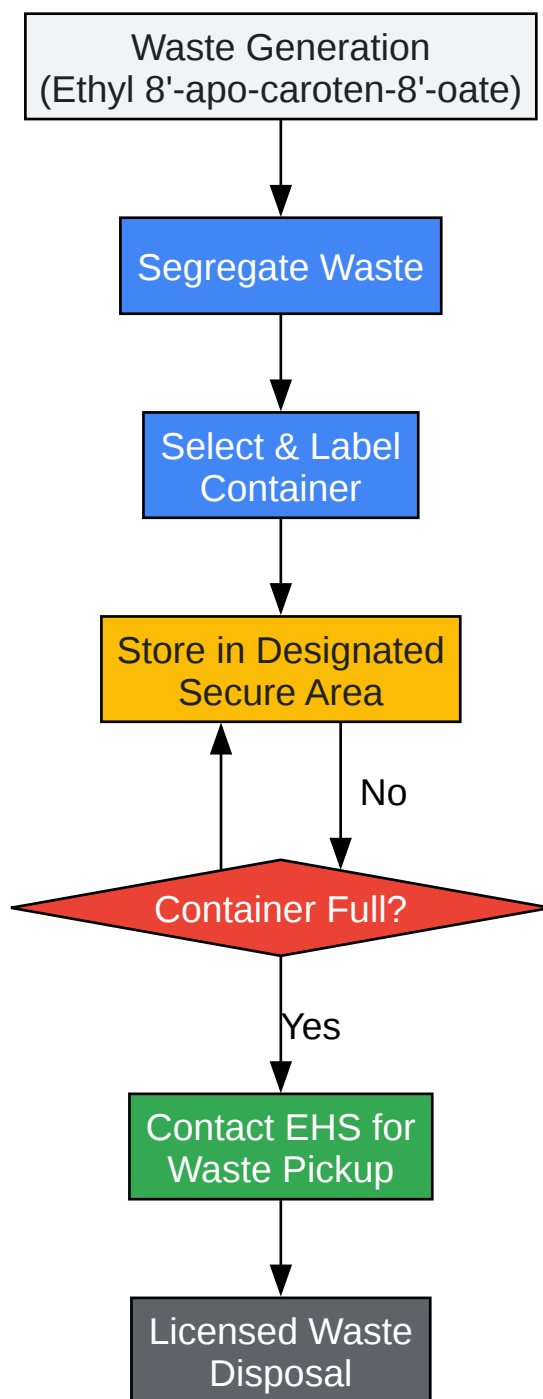 Waste Generation
(Ethyl 8'-apo-caroten-8'-oate)
Segregate Waste
Select & Label
Container
Store in Designated
Secure Area
No
Container Full?
Yes
Contact EHS for
Waste Pickup
Licensed Waste
Disposal